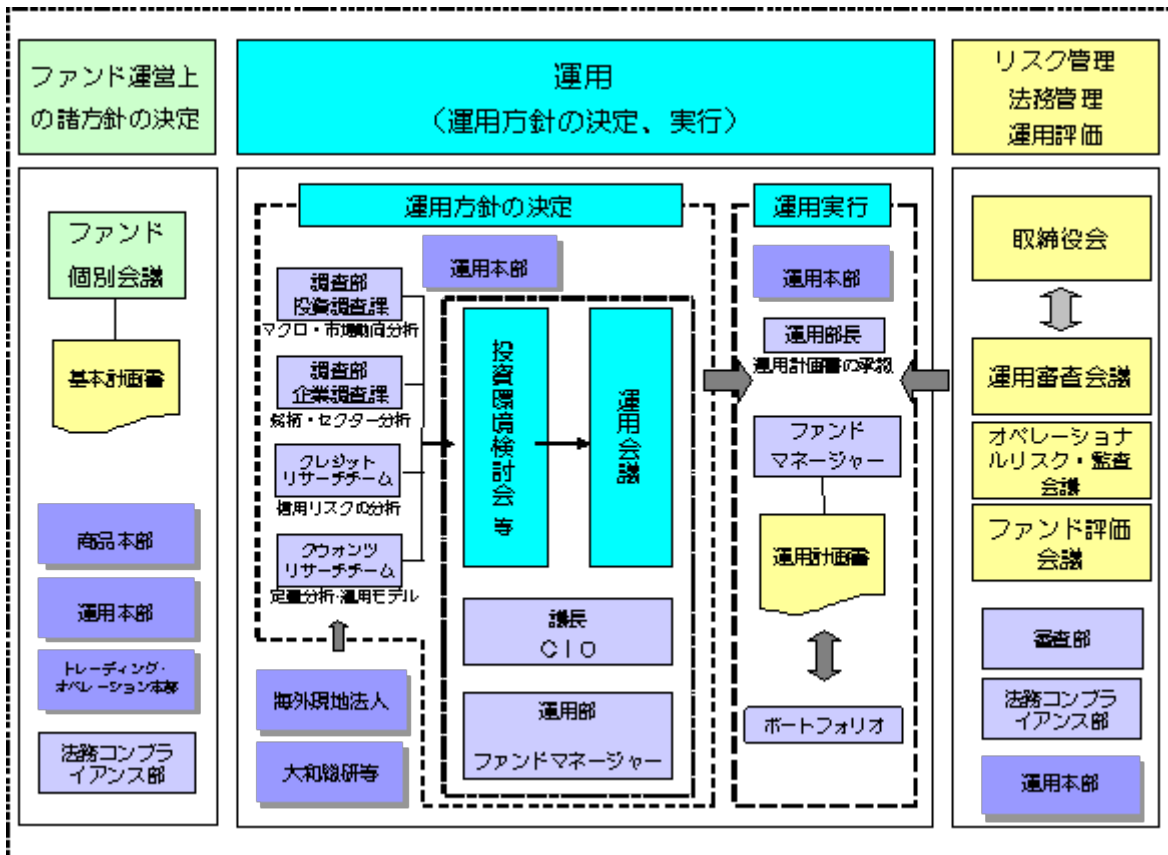 ファンド運営上
の諸方針の決定
運用
(運用方針の決定、実行)
リスク管理
法務管理
運用評価
ファンド
個別会議
基本計画書
商品本部
運用本部
トレーディング・
オペレーション本部
法務コンプラ
イアンス部
運用方針の決定
運用本部
調査部
投資調査課
マクロ・市場動向分析
調査部
企業調査課
銘柄・セクター分析
クレジット
リサーチチーム
信用リスクの分析
クウォンツ
リサーチチーム
定量分析・運用モデル
海外現地法人
大和総研等
投資環境検討会 等
運用会議
議長
CIO
運用部
ファンドマネージャー
運用実行
運用本部
運用部長
運用計画書の承認
ファンド
マネージャー
運用計画書
ポートフォリオ
取締役会
運用審査会議
オペレーショナ
ルリスク・監査
会議
ファンド評価
会議
審査部
法務コンプラ
イアンス部
運用本部